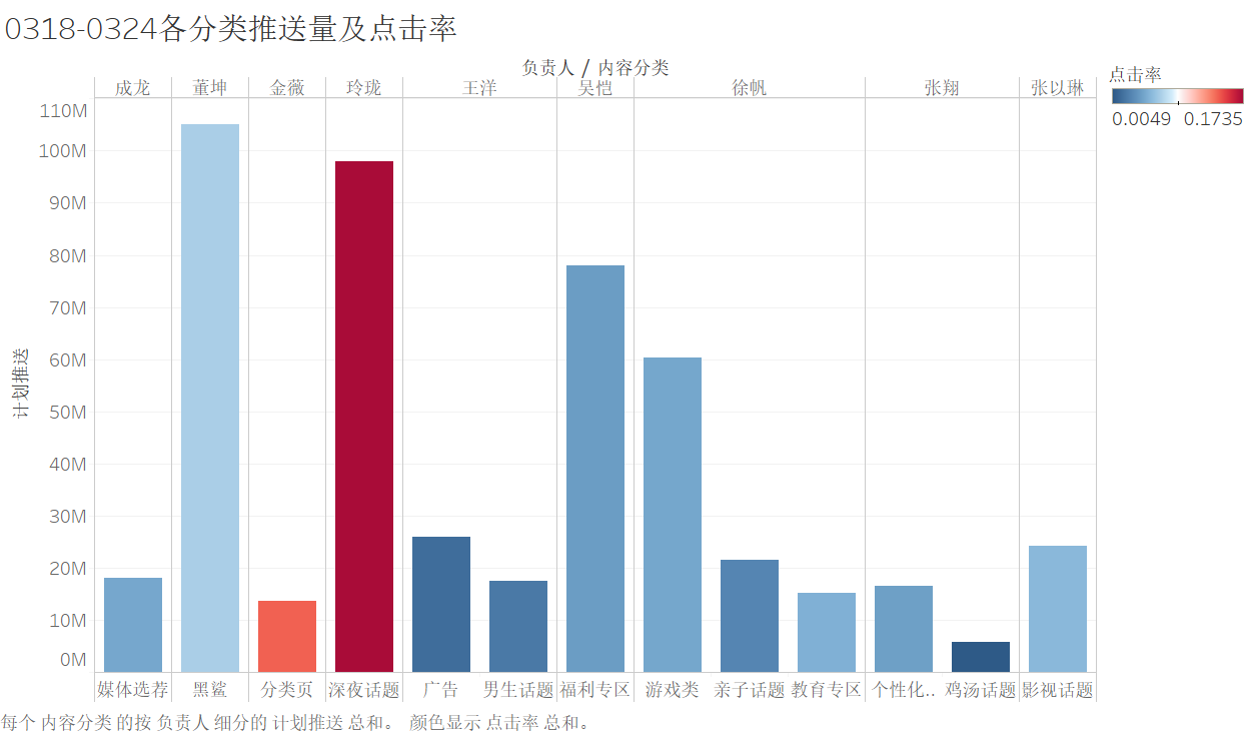 0318-0324各分类推送量及点击率
负责人 / 内容分类
成龙 董坤 金薇 玲珑 王洋 吴恺 徐帆 张翔 张以琳
点击率
0.0049 0.1735
110M
100M
90M
80M
70M
60M
50M
40M
30M
20M
10M
0M
计划推送
媒体选荐 黑鲨 分类页 深夜话题 广告 男生话题 福利专区 游戏类 亲子话题 教育专区 个性化.. 鸡汤话题 影视话题
每个 内容分类 的按 负责人 细分的 计划推送 总和。 颜色显示 点击率 总和。